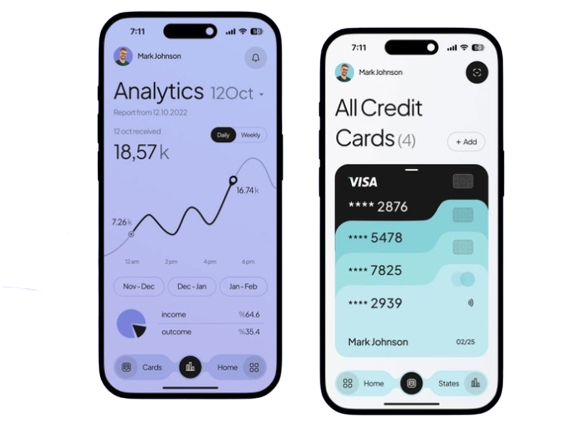 7:11
Mark Johnson
Analytics 12Oct
Report from 12.10.2022
12 oct received
Daily Weekly
18,57k
16.74k
7.26k
12am 2pm 4pm 4pm
Nov-Dec Dec-Jan Jan-Feb
income %64.6
outcome %35.4
Cards Home
7:11
Mark Johnson
All Credit
Cards (4)
+ Add
VISA
**** 2876
**** 5478
**** 7825
**** 2939
Mark Johnson 02/25
Home States